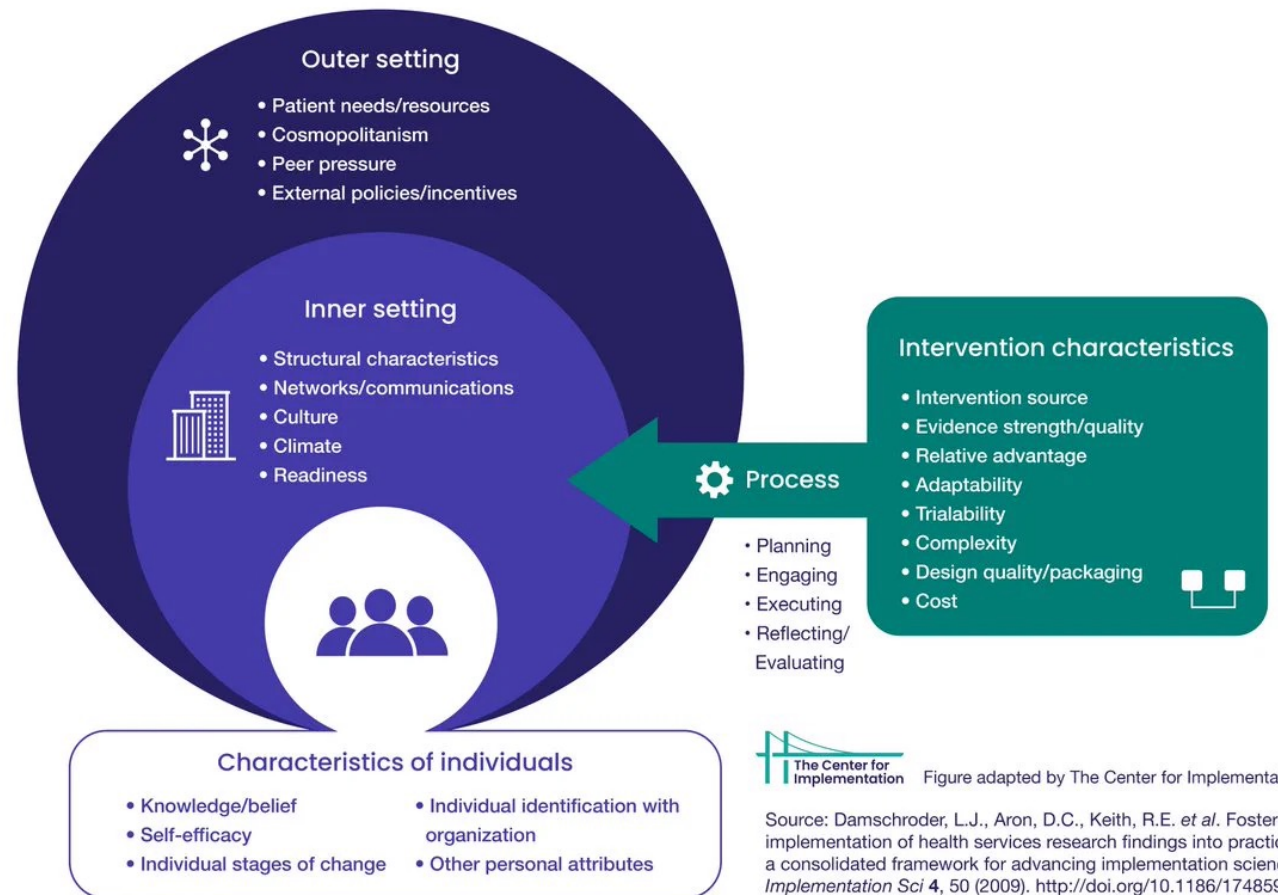 Outer setting
• Patient needs/resources
• Cosmopolitanism
• Peer pressure
• External policies/incentives
Inner setting
• Structural characteristics
• Networks/communications
• Culture
• Climate
• Readiness
Intervention characteristics
• Intervention source
• Evidence strength/quality
• Relative advantage
• Adaptability
• Trialability
• Complexity
• Design quality/packaging
• Cost
Process
• Planning
• Engaging
• Executing
• Reflecting/
Evaluating
Characteristics of individuals
• Knowledge/belief
• Self-efficacy
• Individual stages of change
• Individual identification with
organization
• Other personal attributes
The Center for
Implementation
Figure adapted by The Center for Implementa
Source: Damschroder, L.J., Aron, D.C., Keith, R.E. et al. Foster
implementation of health services research findings into practic
a consolidated framework for advancing implementation scienc
Implementation Sci 4, 50 (2009). http://doi.org/10.1186/174859